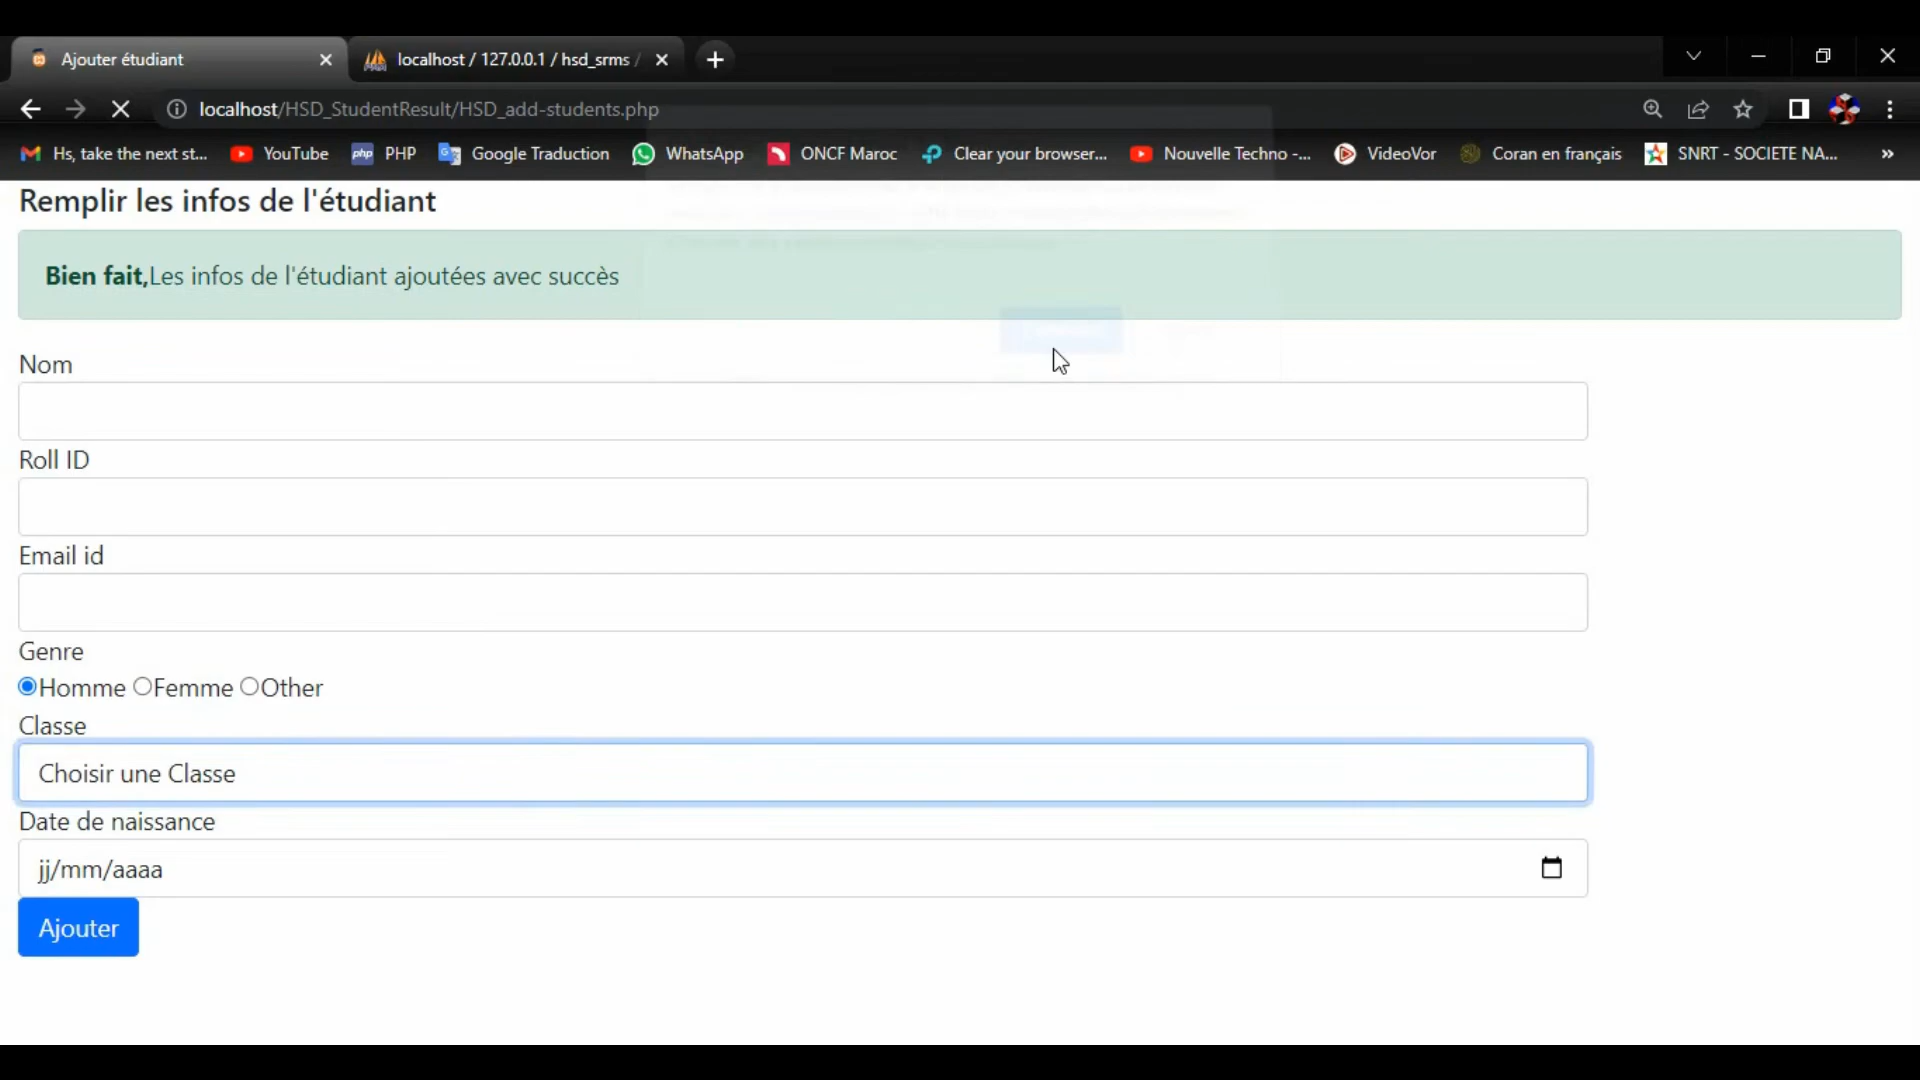 Ajouter étudiant
localhost / 127.0.0.1 / hsd_srms /
localhost/HSD_StudentResult/HSD_add-students.php
Hs, take the next st...
YouTube
php PHP
Google Traduction
WhatsApp
ONCF Maroc
Clear your browser...
Nouvelle Techno -...
VideoVor
Coran en français
SNRT - SOCIETE NA...
»
Remplir les infos de l'étudiant
Bien fait,Les infos de l'étudiant ajoutées avec succès
Nom
Roll ID
Email id
Genre
Homme Femme Other
Classe
Choisir une Classe
Date de naissance
jj/mm/aaaa
Ajouter